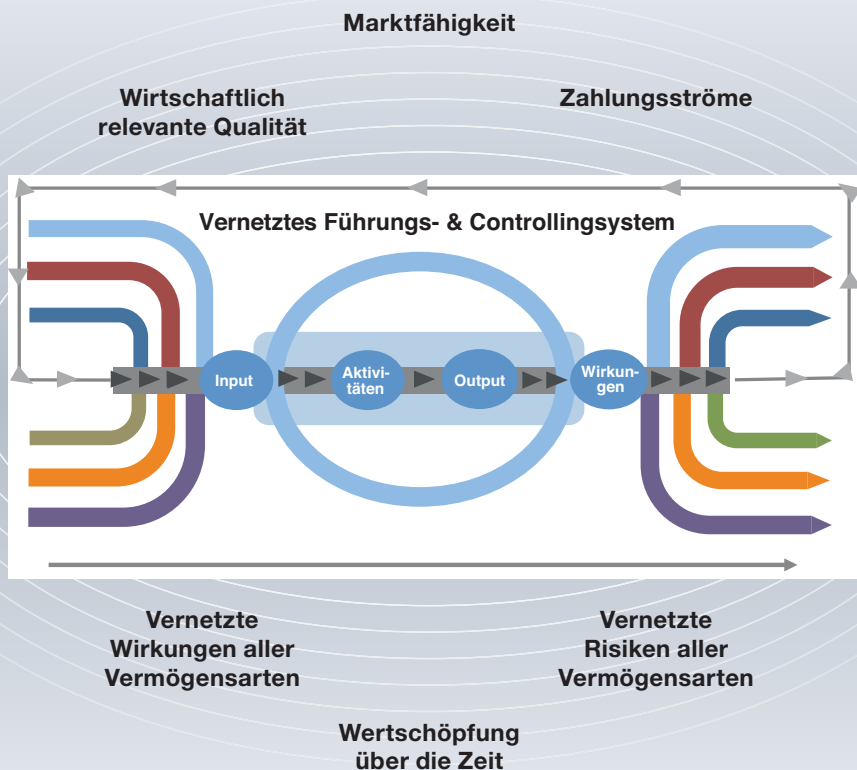 Marktfähigkeit
Wirtschaftlich
relevante Qualität
Zahlungsströme
Vernetztes Führungs- & Controllingsystem
Input
Aktivi-
täten
Output
Wirkun-
gen
Vernetzte
Wirkungen aller
Vermögensarten
Vernetzte
Risiken aller
Vermögensarten
Wertschöpfung
über die Zeit